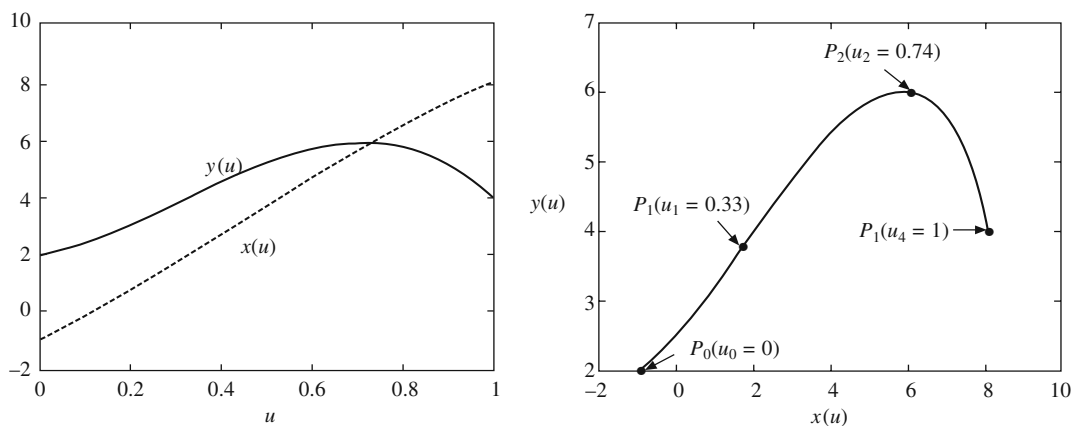 10
8
6
4
2
0
−2
y(u)
x(u)
0
0.2
0.4
0.6
0.8
1
u
7
6
5
4
3
2
y(u)
P2(u2 = 0.74)
P1(u1 = 0.33)
P1(u4 = 1)
P0(u0 = 0)
−2
0
2
4
6
8
10
x(u)